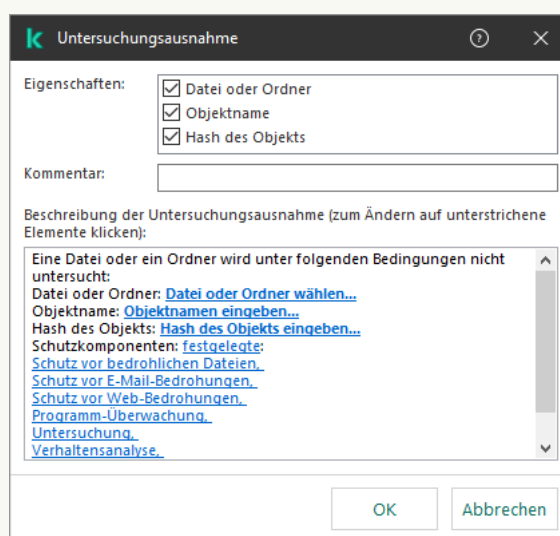 Untersuchungsausnahme
Eigenschaften:
Datei oder Ordner
Objektname
Hash des Objekts
Kommentar:
Beschreibung der Untersuchungsausnahme (zum Ändern auf unterstrichene
Elemente klicken):
Eine Datei oder ein Ordner wird unter folgenden Bedingungen nicht
untersucht:
Datei oder Ordner: Datei oder Ordner wählen...
Objektname: Objektnamen eingeben...
Hash des Objekts: Hash des Objekts eingeben...
Schutzkomponenten: festgelegte:
Schutz vor bedrohlichen Dateien,
Schutz vor E-Mail-Bedrohungen,
Schutz vor Web-Bedrohungen,
Programm-Überwachung,
Untersuchung,
Verhaltensanalyse,
OK
Abbrechen